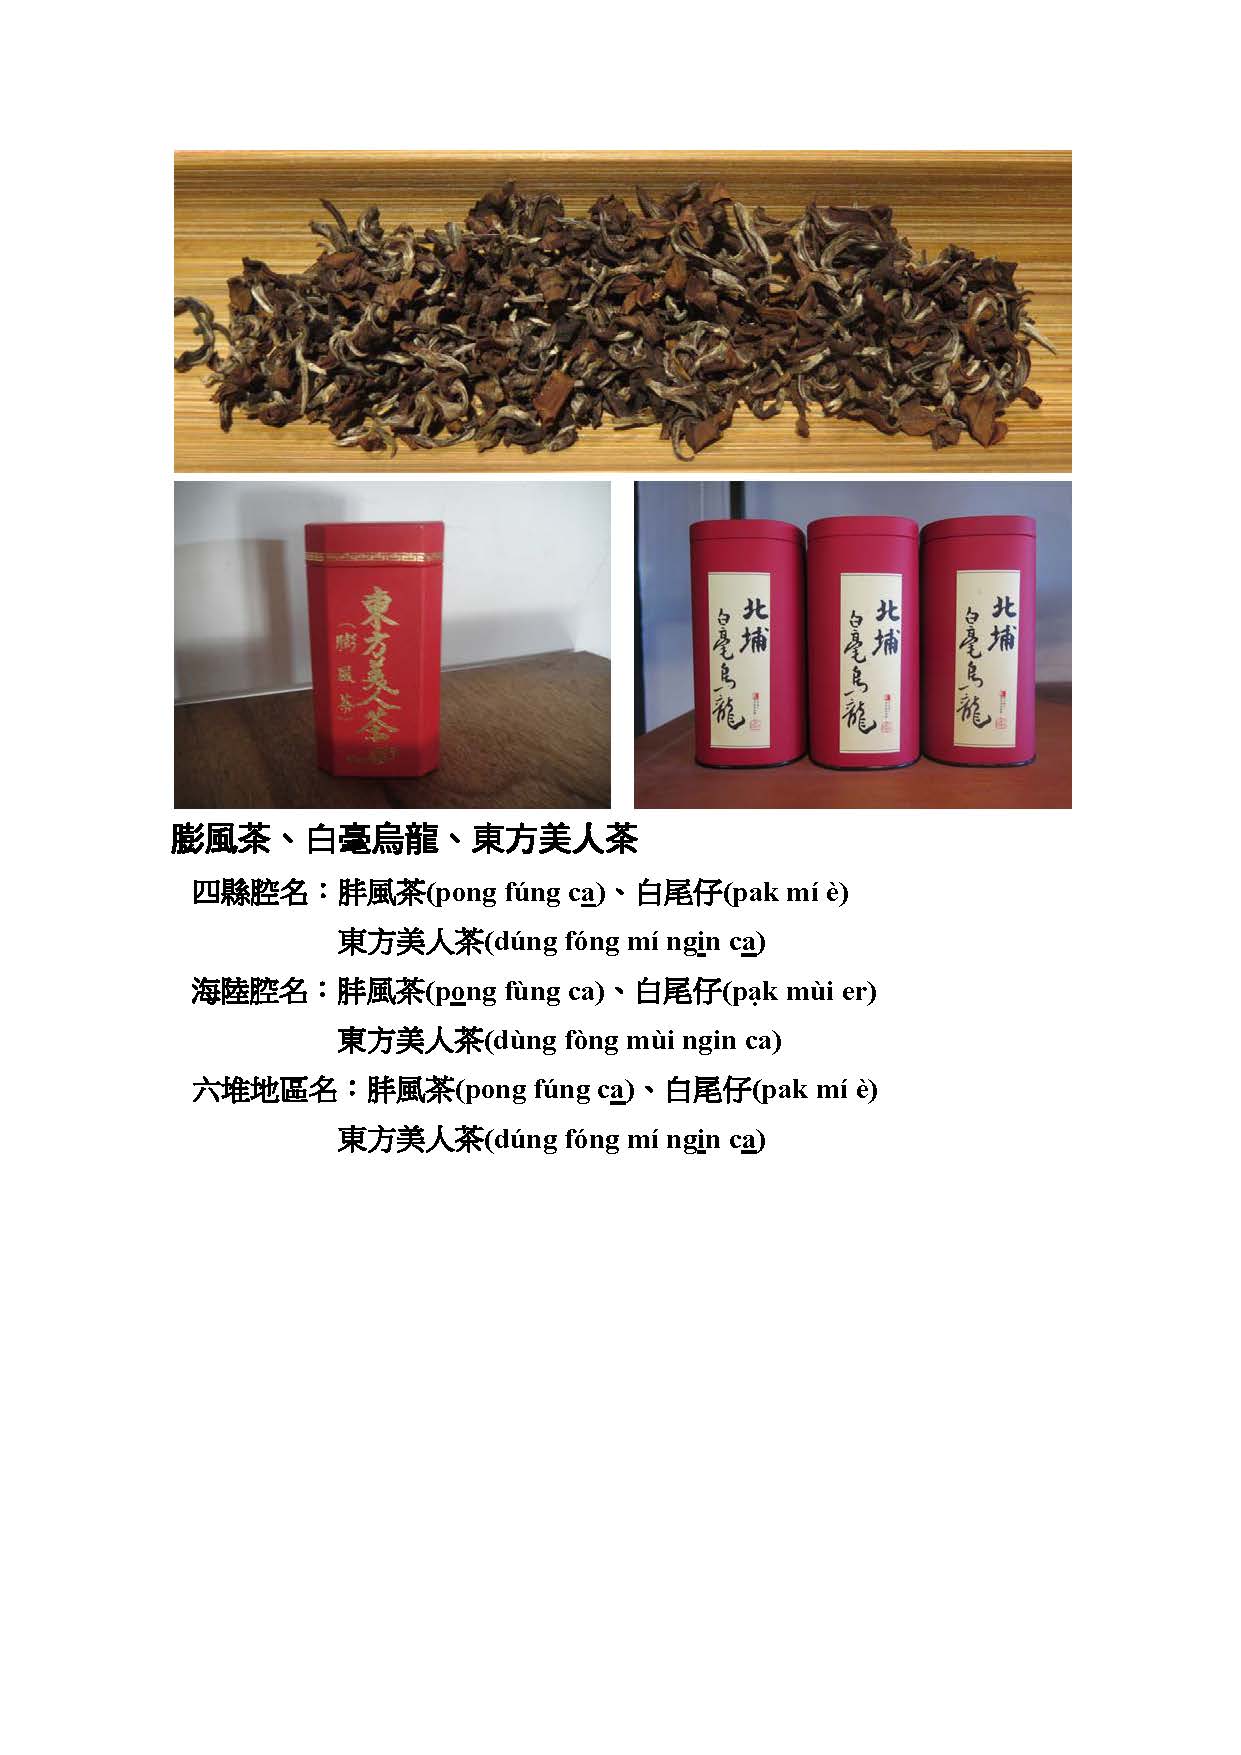 東方美人茶
(膨風茶)
北埔
白毫烏龍
北埔
白毫烏龍
北埔
白毫烏龍
膨風茶、白毫烏龍、東方美人茶
四縣腔名：胖風茶(pong fúng ca̲)、白尾仔(pak mí è)
東方美人茶(dúng fóng mí ngi̲n ca̲)
海陸腔名：胖風茶(po̲ng fùng ca)、白尾仔(pạk mùi er)
東方美人茶(dùng fòng mùi ngin ca)
六堆地區名：胖風茶(pong fúng ca̲)、白尾仔(pak mí è)
東方美人茶(dúng fóng mí ngi̲n ca̲)